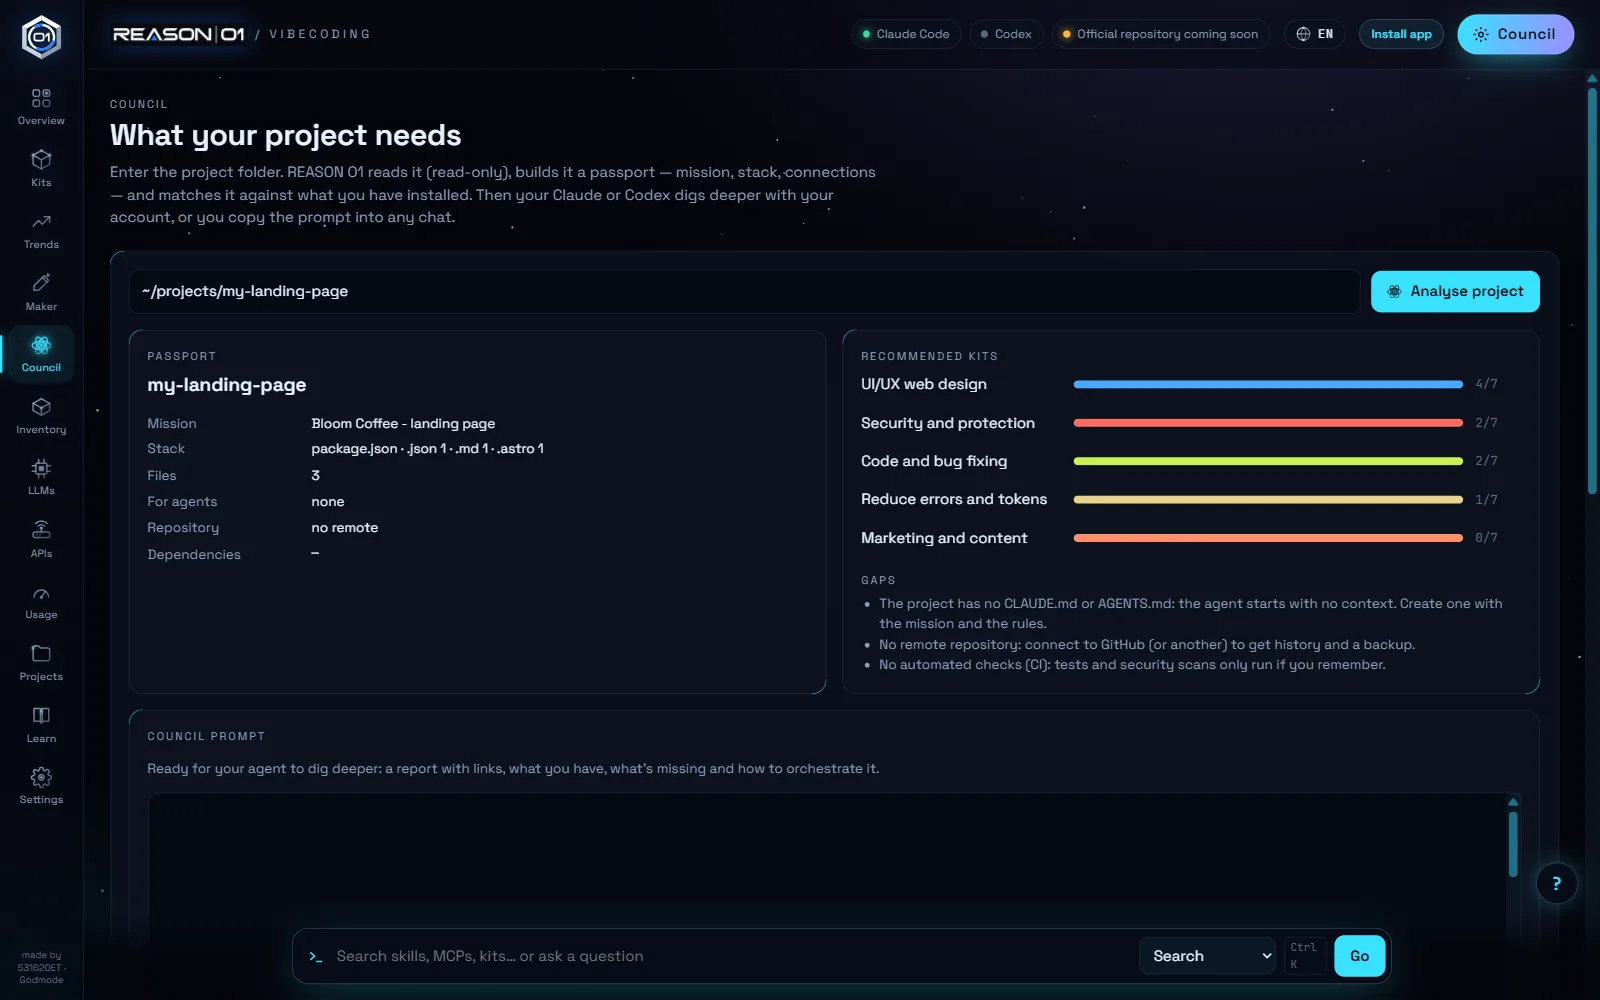 01
REASON|01 / VIBECODING
Claude Code
Codex
Official repository coming soon
EN
Install app
Council
Overview
Kits
Trends
Maker
Council
Inventory
LLMs
APIs
Usage
Projects
Learn
Settings
made by
531620ET ·
Godmode
COUNCIL
What your project needs
Enter the project folder. REASON 01 reads it (read-only), builds it a passport — mission, stack, connections
— and matches it against what you have installed. Then your Claude or Codex digs deeper with your
account, or you copy the prompt into any chat.
~/projects/my-landing-page
Analyse project
PASSPORT
my-landing-page
Mission Bloom Coffee - landing page
Stack package.json · .json 1 · .md 1 · .astro 1
Files 3
For agents none
Repository no remote
Dependencies —
RECOMMENDED KITS
UI/UX web design 4/7
Security and protection 2/7
Code and bug fixing 2/7
Reduce errors and tokens 1/7
Marketing and content 0/7
GAPS
• The project has no CLAUDE.md or AGENTS.md: the agent starts with no context. Create one with
the mission and the rules.
• No remote repository: connect to GitHub (or another) to get history and a backup.
• No automated checks (CI): tests and security scans only run if you remember.
COUNCIL PROMPT
Ready for your agent to dig deeper: a report with links, what you have, what's missing and how to orchestrate it.
?
>_ Search skills, MCPs, kits... or ask a question
Search
Ctrl
K
Go